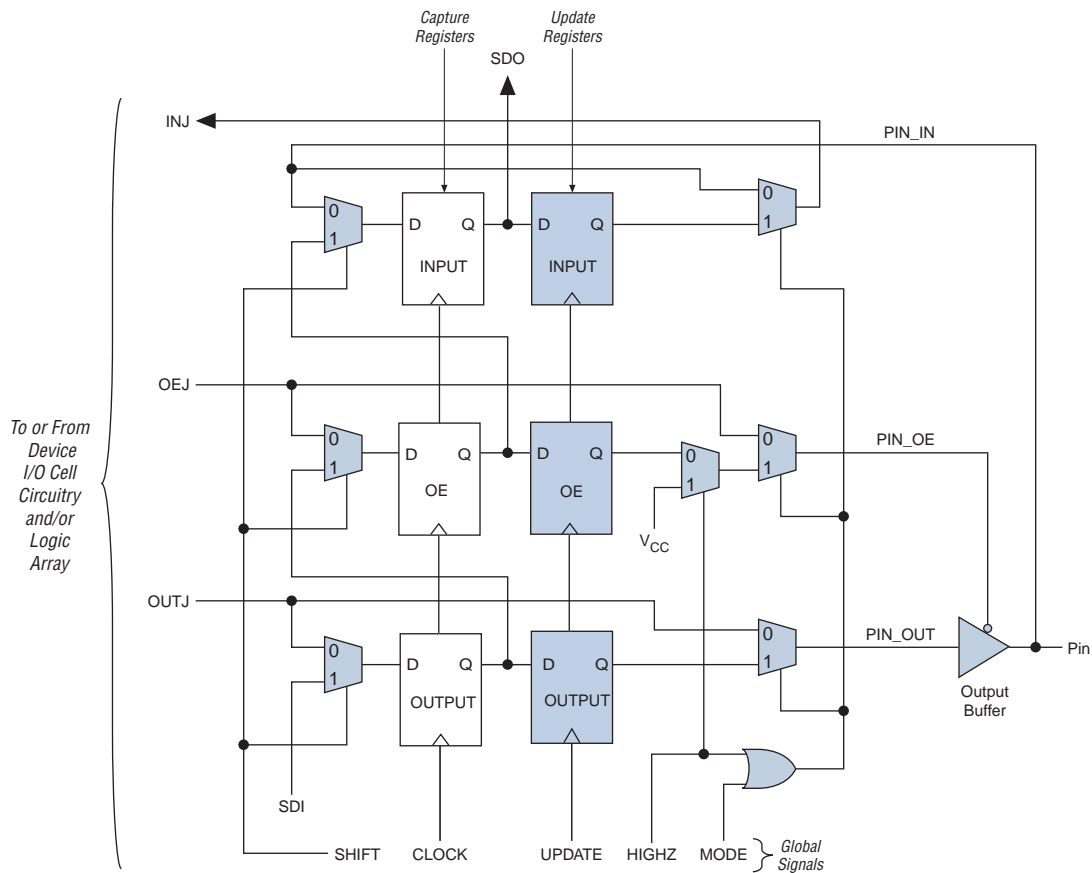 Capture
Registers
Update
Registers
SDO
INJ
PIN_IN
0
1
D Q
INPUT
D Q
INPUT
0
1
OEJ
To or From
Device
I/O Cell
Circuitry
and/or
Logic
Array
0
1
D Q
OE
D Q
OE
0
1
VCC
0
1
PIN_OE
OUTJ
0
1
D Q
OUTPUT
D Q
OUTPUT
0
1
PIN_OUT
Pin
Output
Buffer
SDI
SHIFT
CLOCK
UPDATE
HIGHZ
MODE
Global
Signals